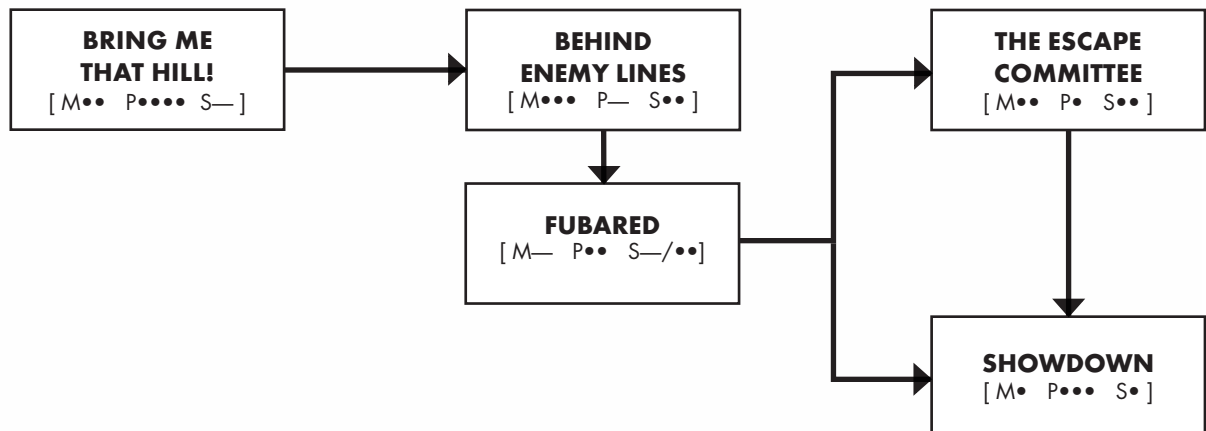 BRING ME
THAT HILL!
[ M•• P•••• S— ]
BEHIND
ENEMY LINES
[ M••• P— S•• ]
FUBARED
[ M— P•• S—/•• ]
THE ESCAPE
COMMITTEE
[ M•• P• S•• ]
SHOWDOWN
[ M• P••• S• ]